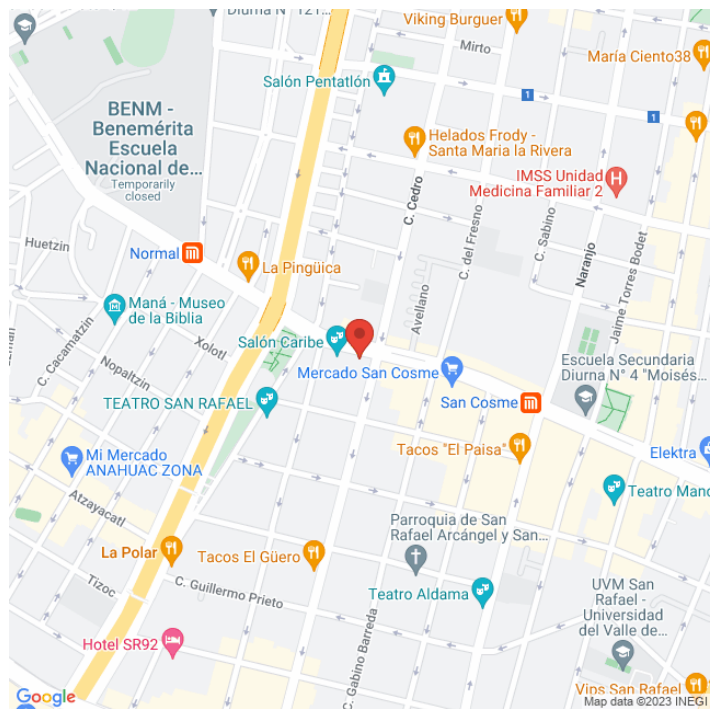 Diurna N° 121...
Viking Burguer
Mirto
María Ciento38
Salón Pentatlón
1
1
BENM -
Benemérita
Escuela
Nacional de...
Temporarily
closed
Helados Frody -
Santa Maria la Rivera
IMSS Unidad
Medicina Familiar 2
C. Cedro
C. del Fresno
C. Sabino
Naranjo
Jaime Torres Bodet
Huetzin
Normal
La Pingüica
Avellano
Maná - Museo
de la Biblia
C. Cacamatzin
Xolotl
Nopaltzin
Salón Caribe
Mercado San Cosme
Escuela Secundaria
Diurna N° 4 "Moisés...
TEATRO SAN RAFAEL
San Cosme
Mi Mercado
ANAHUAC ZONA
Tacos "El Paisa"
Elektra
Teatro Mano
Atzayacatl
Parroquia de San
Rafael Arcángel y San...
La Polar
Tacos El Güero
Tizoc
C. Guillermo Prieto
Teatro Aldama
UVM San
Rafael -
Universidad
del Valle de...
Hotel SR92
C. Gabino Barreda
Vips San Rafael
Google
Map data ©2023 INEGI